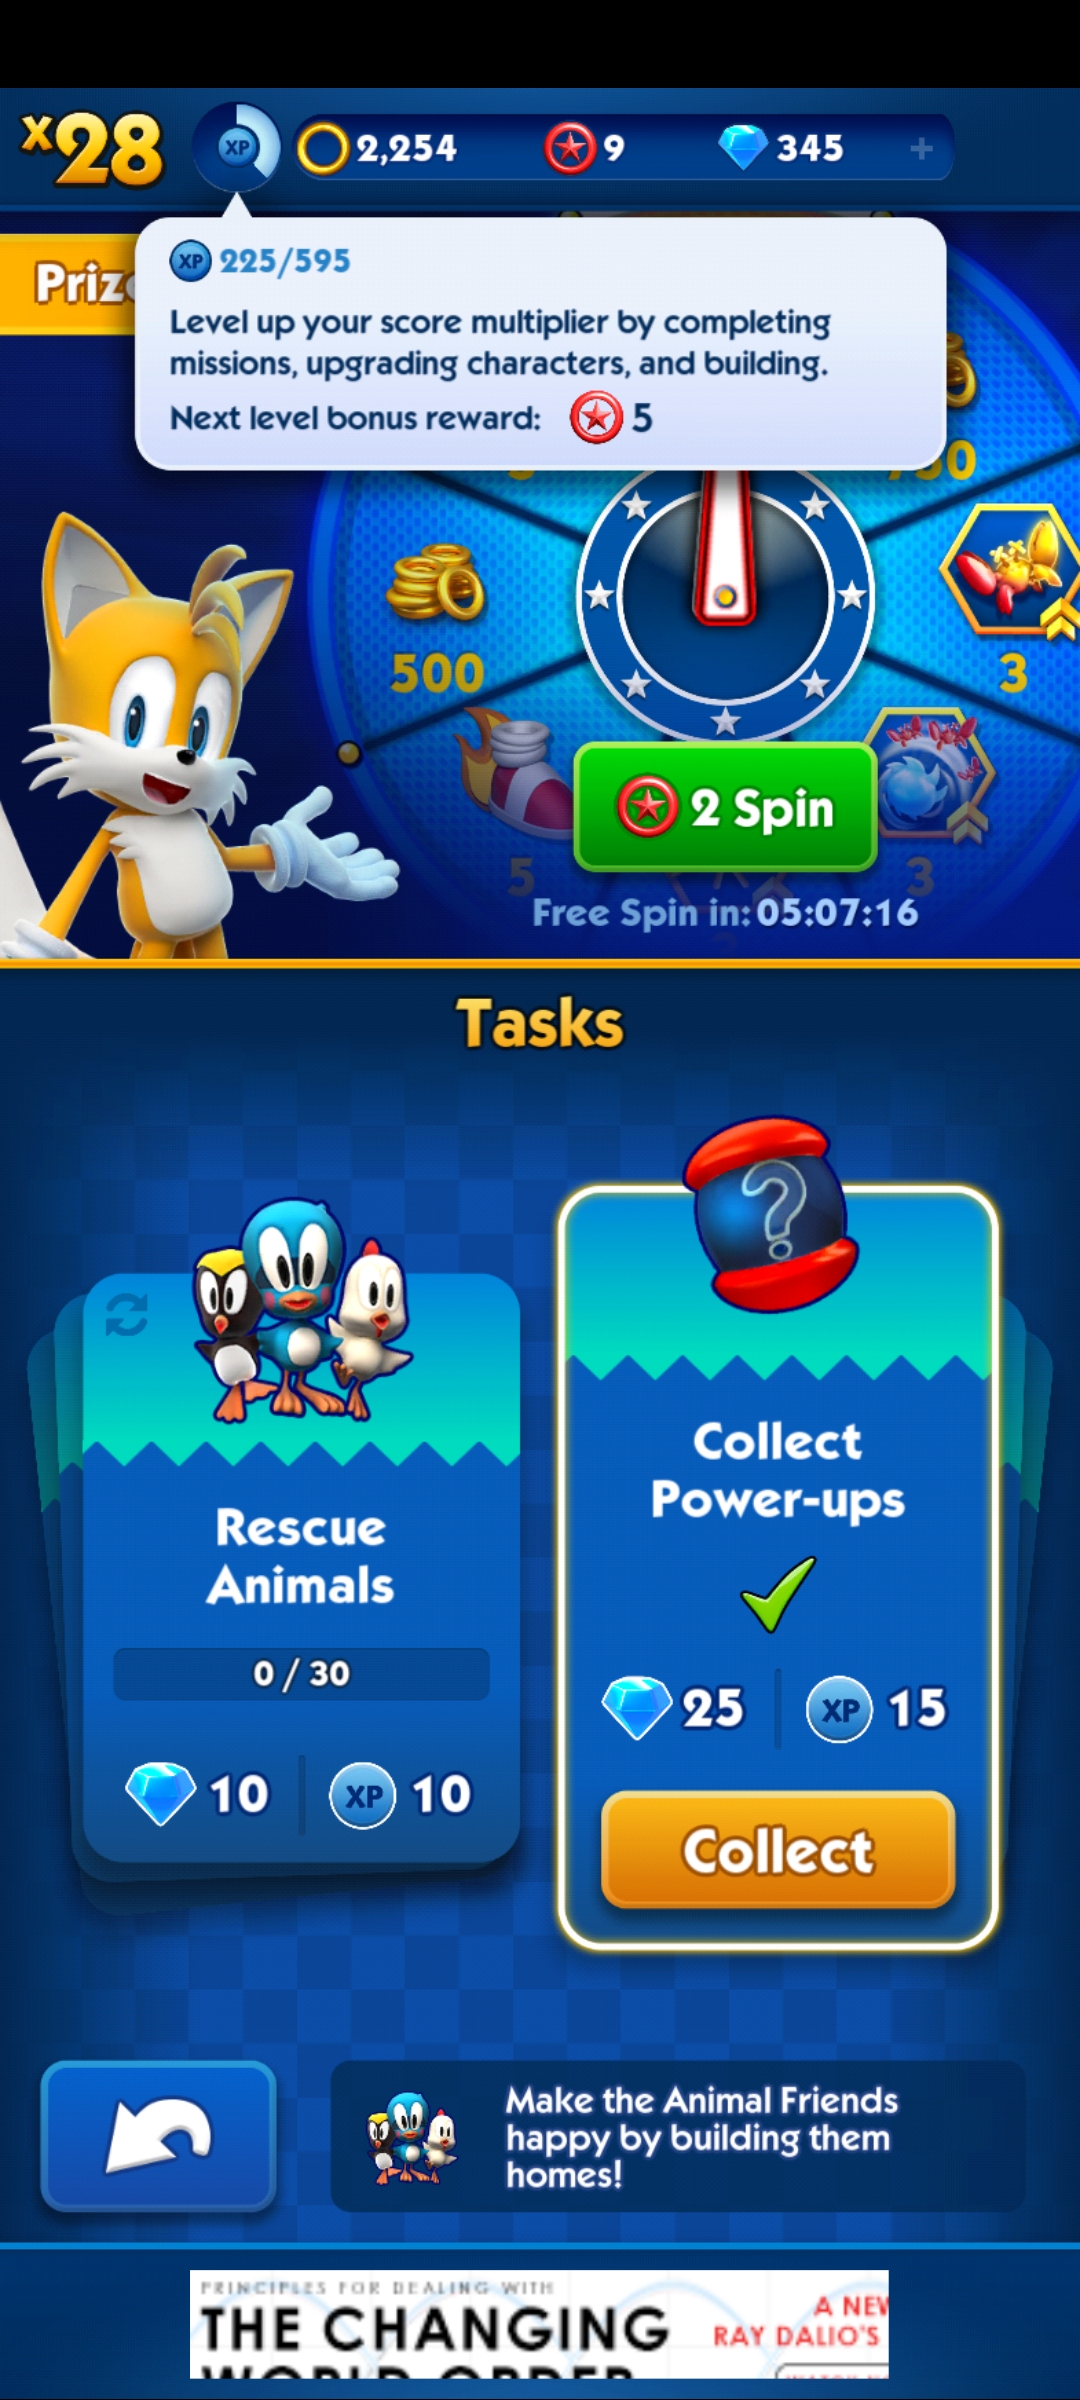 x28
XP
2,254
9
345
+
Prize
XP 225/595
Level up your score multiplier by completing
missions, upgrading characters, and building.
Next level bonus reward: 5
500
3
2 Spin
5
3
Free Spin in: 05:07:16
Tasks
Rescue
Animals
0 / 30
10
XP 10
?
Collect
Power-ups
25
XP 15
Collect
Make the Animal Friends
happy by building them
homes!
PRINCIPLES FOR DEALING WITH
THE CHANGING
WORLD ORDER
A NEW
RAY DALIO'S